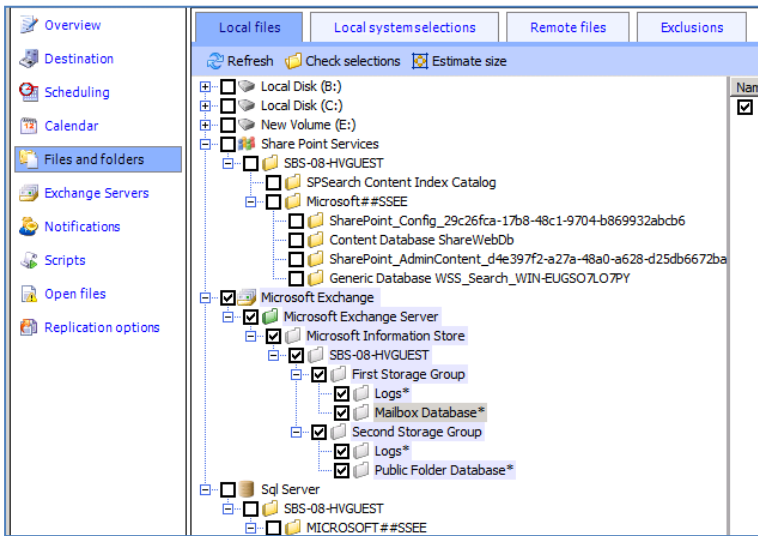 Overview
Destination
Scheduling
Calendar
Files and folders
Exchange Servers
Notifications
Scripts
Open files
Replication options
Local files
Local system selections
Remote files
Exclusions
Refresh
Check selections
Estimate size
Local Disk (B:)
Local Disk (C:)
New Volume (E:)
Share Point Services
SBS-08-HVGUEST
SPSearch Content Index Catalog
Microsoft##SSEE
SharePoint_Config_29c26fca-17b8-48c1-9704-b869932abcb6
Content Database ShareWebDb
SharePoint_AdminContent_d4e397f2-a27a-48a0-a628-d25db6672ba
Generic Database WSS_Search_WIN-EUGSO7LO7PY
Microsoft Exchange
Microsoft Exchange Server
Microsoft Information Store
SBS-08-HVGUEST
First Storage Group
Logs*
Mailbox Database*
Second Storage Group
Logs*
Public Folder Database*
Sql Server
SBS-08-HVGUEST
MICROSOFT##SSEE